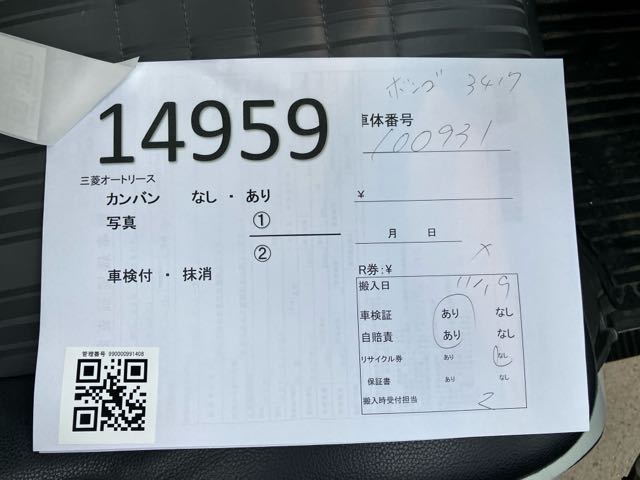 ボンゴ 3417
14959
車体番号
100931
三菱オートリース
カンバン なし ・ あり
¥
写真 ①
②
月 日
車検付 ・ 抹消
R券:¥ ×
搬入日 11/19
車検証 あり なし
自賠責 あり なし
リサイクル券 あり なし
保証書 あり なし
搬入時受付担当 2
管理番号 990000991408